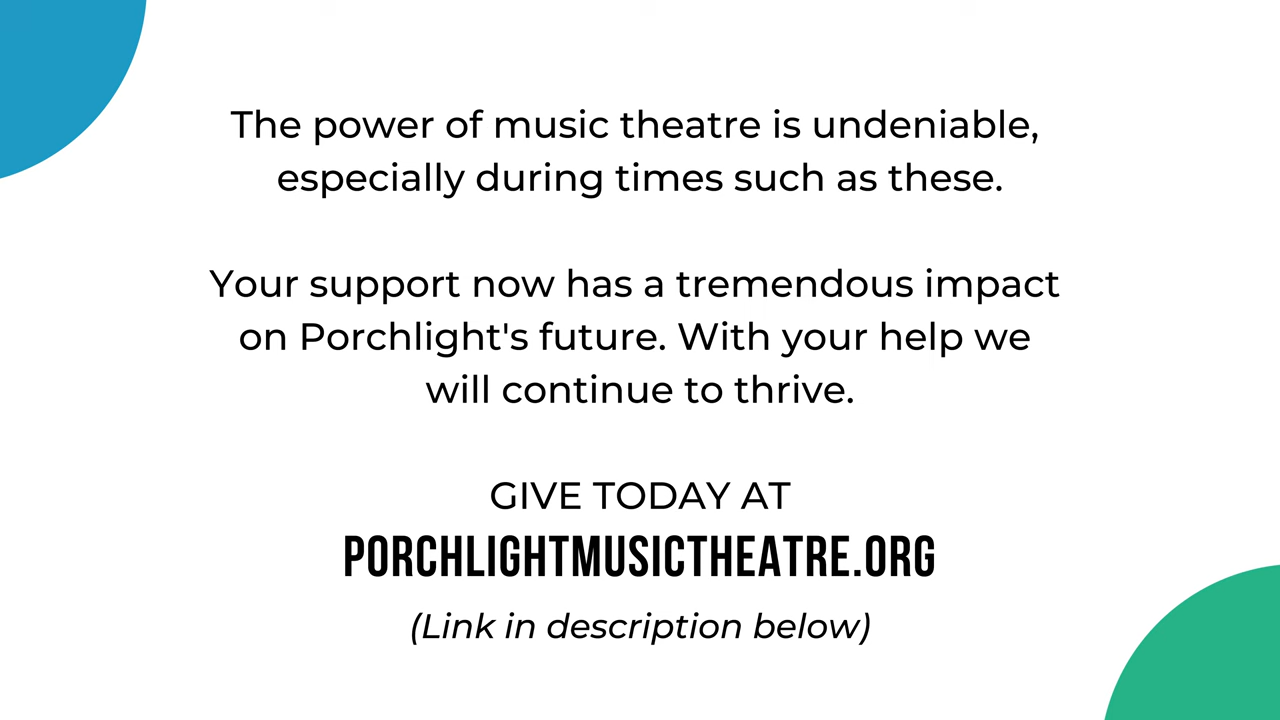 The power of music theatre is undeniable,
especially during times such as these.
Your support now has a tremendous impact
on Porchlight's future. With your help we
will continue to thrive.
GIVE TODAY AT
PORCHLIGHTMUSICTHEATRE.ORG
(Link in description below)